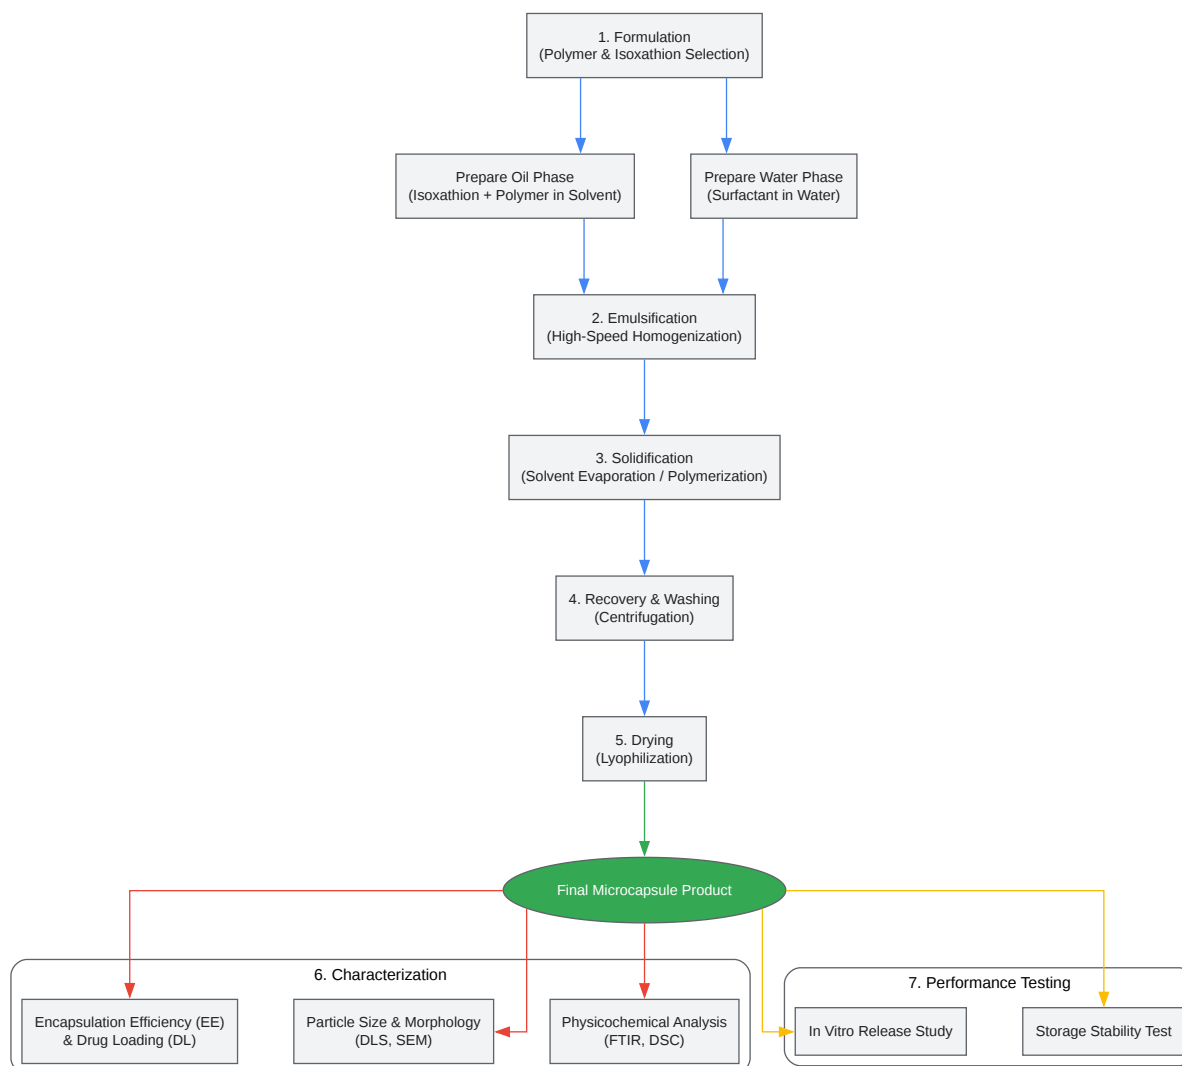 1. Formulation
(Polymer & Isoxathion Selection)
Prepare Oil Phase
(Isoxathion + Polymer in Solvent)
Prepare Water Phase
(Surfactant in Water)
2. Emulsification
(High-Speed Homogenization)
3. Solidification
(Solvent Evaporation / Polymerization)
4. Recovery & Washing
(Centrifugation)
5. Drying
(Lyophilization)
Final Microcapsule Product
6. Characterization
Encapsulation Efficiency (EE)
& Drug Loading (DL)
Particle Size & Morphology
(DLS, SEM)
Physicochemical Analysis
(FTIR, DSC)
7. Performance Testing
In Vitro Release Study
Storage Stability Test